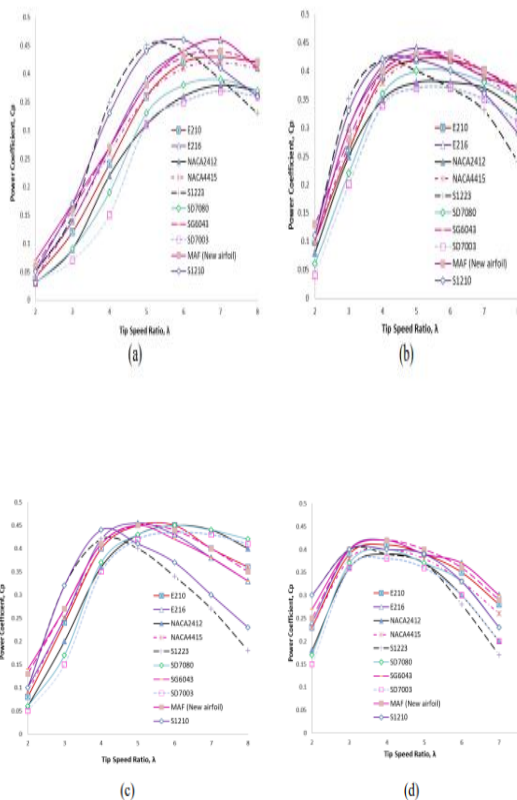 0.5
0.45
0.4
0.35
0.3
0.25
0.2
0.15
0.1
0.05
0
Power Coefficient, Cp
2 3 4 5 6 7 8
Tip Speed Ratio, λ
E210
E216
NACA2412
NACA4415
S1223
SD7080
SG6043
SD7003
MAF (New airfoil)
S1210
(a)
0.5
0.45
0.4
0.35
0.3
0.25
0.2
0.15
0.1
0.05
0
Power Coefficient, Cp
2 3 4 5 6 7
Tip Speed Ratio, λ
E210
E216
NACA2412
NACA4415
S1223
SD7080
SG6043
SD7003
MAF (New airfoil)
S1210
(b)
0.5
0.45
0.4
0.35
0.3
0.25
0.2
0.15
0.1
0.05
0
Power Coefficient, Cp
2 3 4 5 6 7 8
Tip Speed Ratio, λ
E210
E216
NACA2412
NACA4415
S1223
SD7080
SG6043
SD7003
MAF (New airfoil)
S1210
(c)
0.5
0.45
0.4
0.35
0.3
0.25
0.2
0.15
0.1
0.05
0
Power Coefficient, Cp
2 3 4 5 6 7
Tip Speed Ratio, λ
E210
E216
NACA2412
NACA4415
S1223
SD7080
SG6043
SD7003
MAF (New airfoil)
S1210
(d)